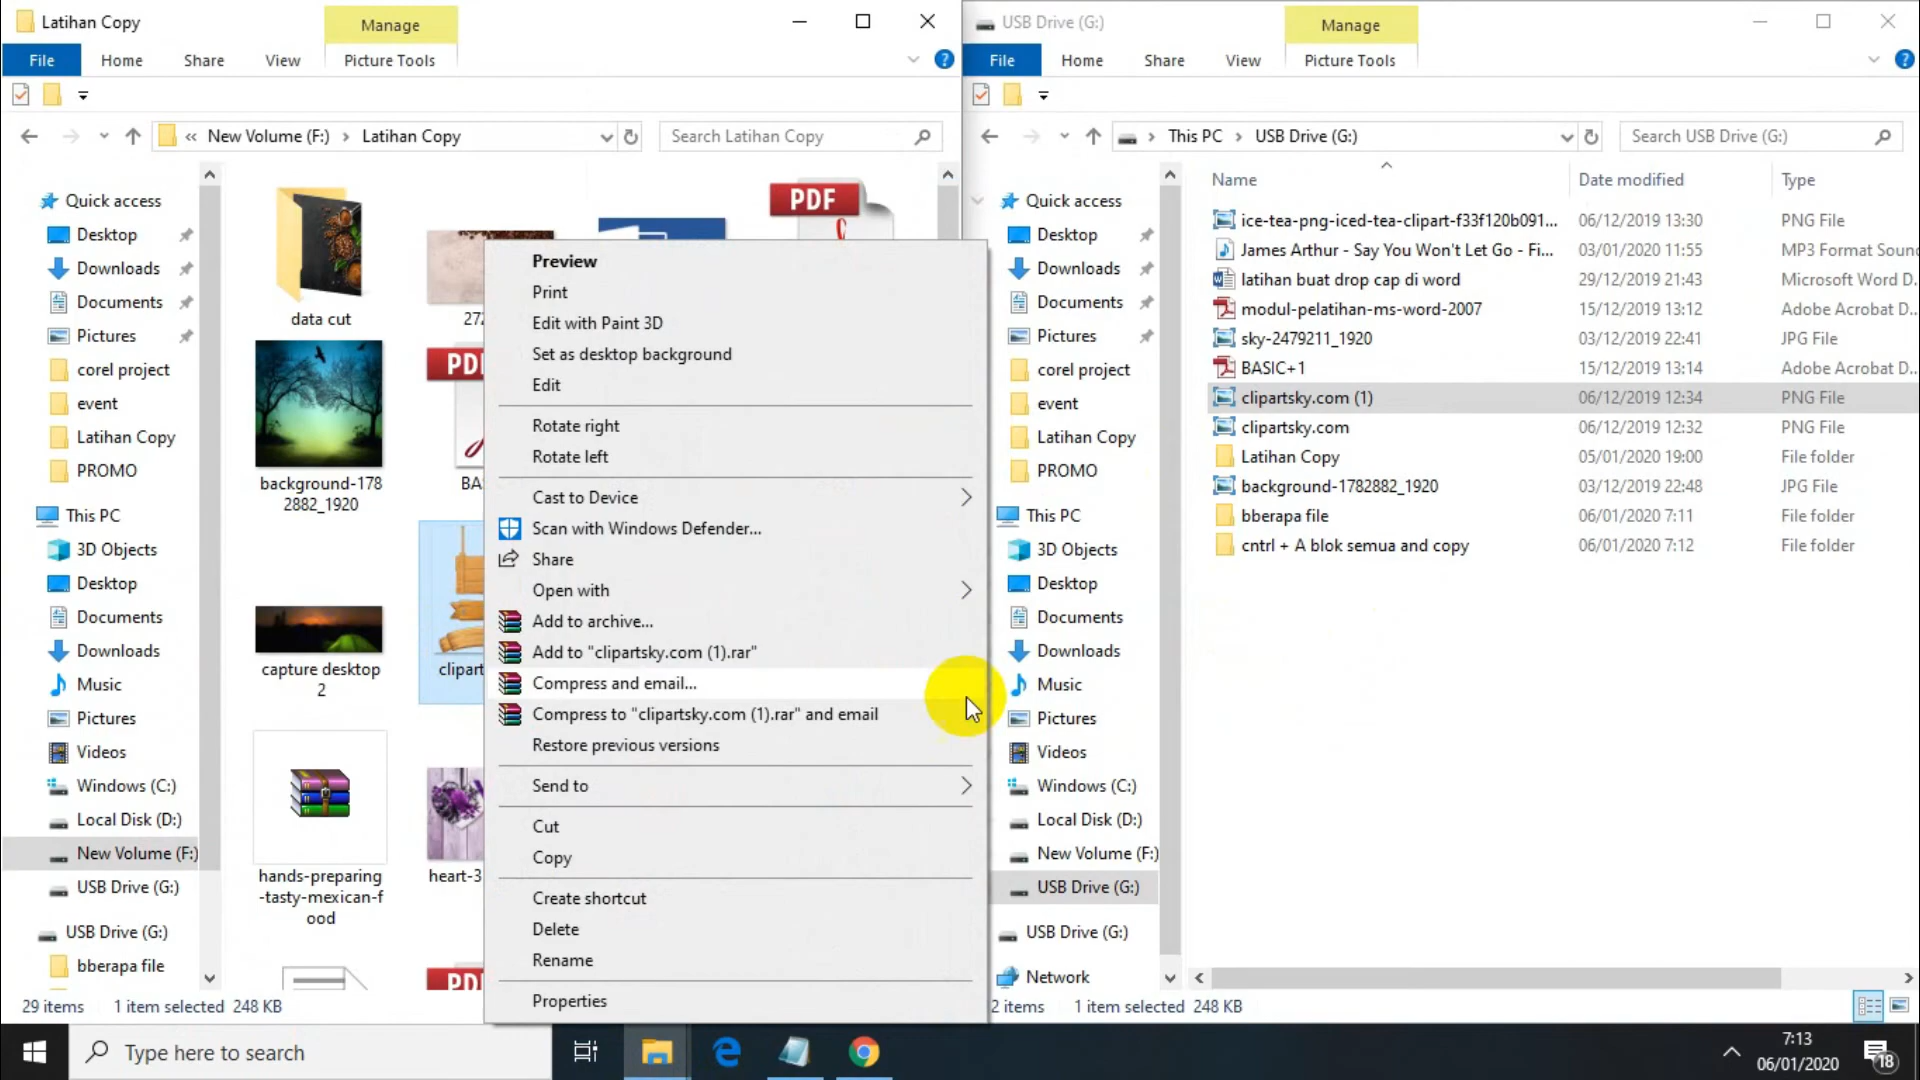 Latihan Copy
Manage
File
Home
Share
View
Picture Tools
« New Volume (F:) > Latihan Copy
Search Latihan Copy
Quick access
Desktop
Downloads
Documents
Pictures
corel project
event
Latihan Copy
PROMO
This PC
3D Objects
Desktop
Documents
Downloads
Music
Pictures
Videos
Windows (C:)
Local Disk (D:)
New Volume (F:)
USB Drive (G:)
USB Drive (G:)
bberapa file
data cut
272
PDF
background-178
2882_1920
PDF
BAS
capture desktop
2
clipart
hands-preparing
-tasty-mexican-f
ood
heart-3
PDF
29 items
1 item selected 248 KB
Preview
Print
Edit with Paint 3D
Set as desktop background
Edit
Rotate right
Rotate left
Cast to Device
Scan with Windows Defender...
Share
Open with
Add to archive...
Add to "clipartsky.com (1).rar"
Compress and email...
Compress to "clipartsky.com (1).rar" and email
Restore previous versions
Send to
Cut
Copy
Create shortcut
Delete
Rename
Properties
USB Drive (G:)
Manage
File
Home
Share
View
Picture Tools
> This PC > USB Drive (G:)
Search USB Drive (G:)
Quick access
Desktop
Downloads
Documents
Pictures
corel project
event
Latihan Copy
PROMO
This PC
3D Objects
Desktop
Documents
Downloads
Music
Pictures
Videos
Windows (C:)
Local Disk (D:)
New Volume (F:)
USB Drive (G:)
USB Drive (G:)
Network
Name Date modified Type
ice-tea-png-iced-tea-clipart-f33f120b091... 06/12/2019 13:30 PNG File
James Arthur - Say You Won't Let Go - Fi... 03/01/2020 11:55 MP3 Format Sound
latihan buat drop cap di word 29/12/2019 21:43 Microsoft Word D...
modul-pelatihan-ms-word-2007 15/12/2019 13:12 Adobe Acrobat D...
sky-2479211_1920 03/12/2019 22:41 JPG File
BASIC+1 15/12/2019 13:14 Adobe Acrobat D...
clipartsky.com (1) 06/12/2019 12:34 PNG File
clipartsky.com 06/12/2019 12:32 PNG File
Latihan Copy 05/01/2020 19:00 File folder
background-1782882_1920 03/12/2019 22:48 JPG File
bberapa file 06/01/2020 7:11 File folder
cntrl + A blok semua and copy 06/01/2020 7:12 File folder
2 items
1 item selected 248 KB
Type here to search
7:13
06/01/2020
18